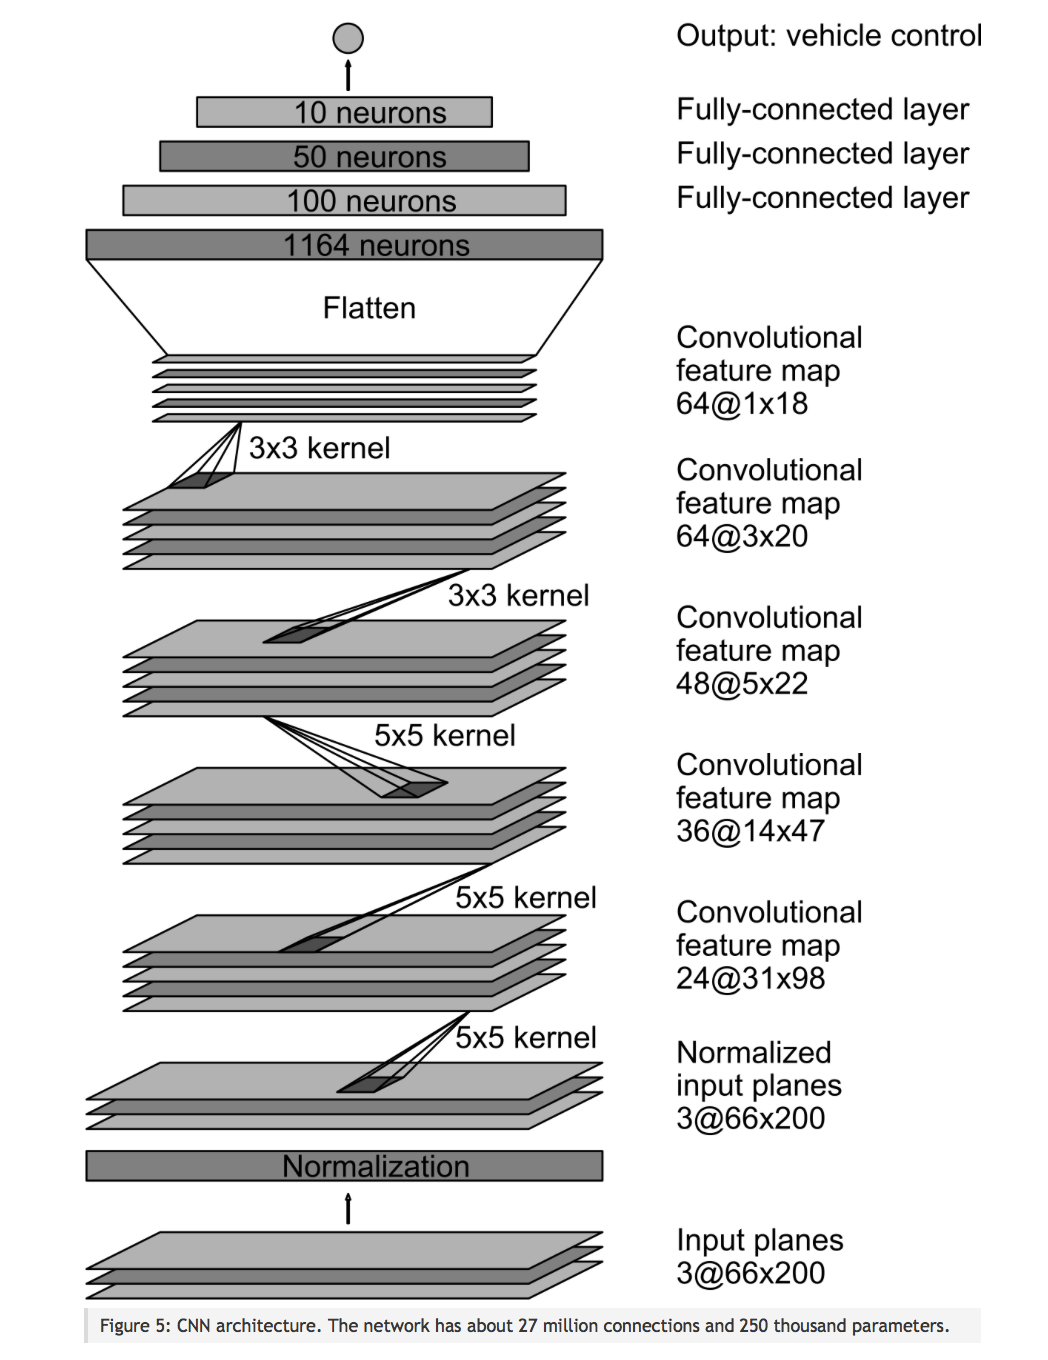 Output: vehicle control
10 neurons
Fully-connected layer
50 neurons
Fully-connected layer
100 neurons
Fully-connected layer
1164 neurons
Flatten
Convolutional
feature map
64@1x18
3x3 kernel
Convolutional
feature map
64@3x20
3x3 kernel
Convolutional
feature map
48@5x22
5x5 kernel
Convolutional
feature map
36@14x47
5x5 kernel
Convolutional
feature map
24@31x98
5x5 kernel
Normalized
input planes
3@66x200
Normalization
Input planes
3@66x200
Figure 5: CNN architecture. The network has about 27 million connections and 250 thousand parameters.